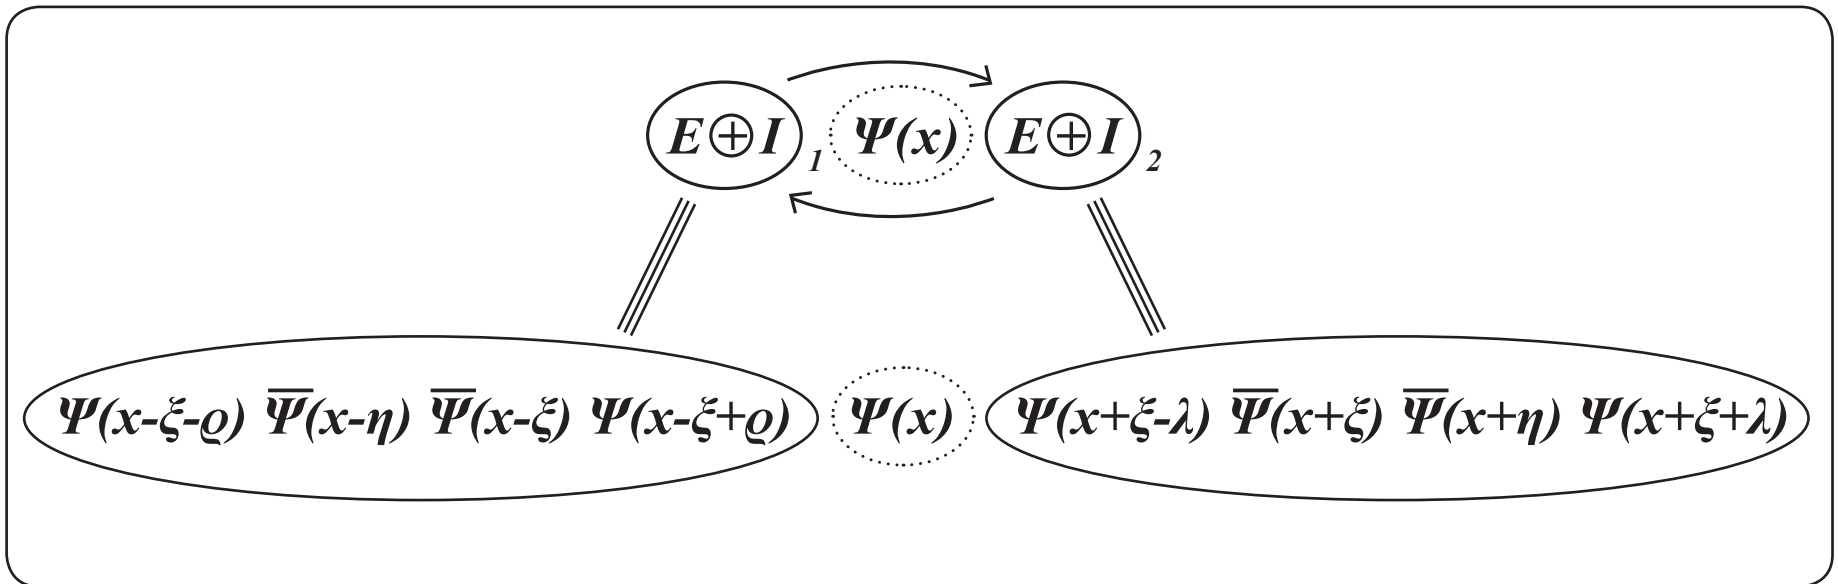 E⊕I 1 Ψ(x) E⊕I 2
Ψ(x-ξ-ϱ) Ψ̅(x-η) Ψ̅(x-ξ) Ψ(x-ξ+ϱ) Ψ(x) Ψ(x+ξ-λ) Ψ̅(x+ξ) Ψ̅(x+η) Ψ(x+ξ+λ)